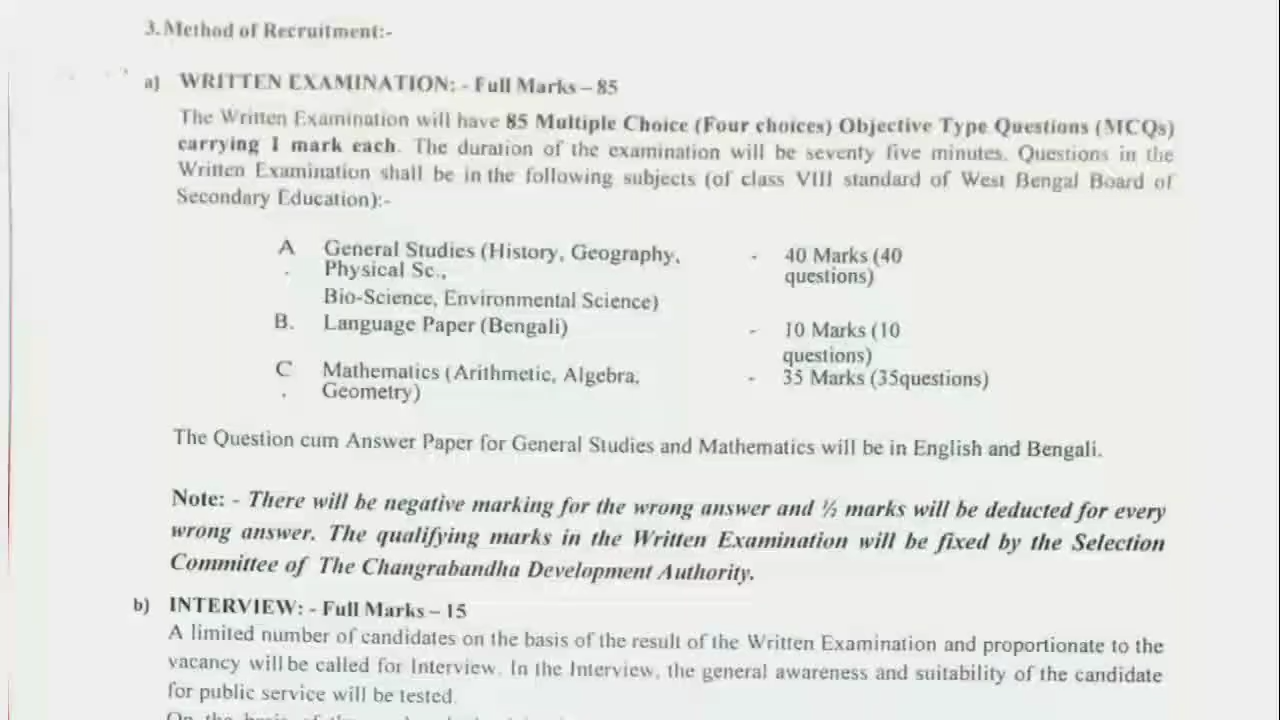 3. Method of Recruitment:-
a) WRITTEN EXAMINATION: - Full Marks – 85
The Written Examination will have 85 Multiple Choice (Four choices) Objective Type Questions (MCQs)
carrying 1 mark each. The duration of the examination will be seventy five minutes. Questions in the
Written Examination shall be in the following subjects (of class VIII standard of West Bengal Board of
Secondary Education):-
A General Studies (History, Geography, - 40 Marks (40
. Physical Sc., questions)
Bio-Science, Environmental Science)
B. Language Paper (Bengali) - 10 Marks (10
questions)
C Mathematics (Arithmetic, Algebra, - 35 Marks (35questions)
. Geometry)
The Question cum Answer Paper for General Studies and Mathematics will be in English and Bengali.
Note: - There will be negative marking for the wrong answer and ½ marks will be deducted for every
wrong answer. The qualifying marks in the Written Examination will be fixed by the Selection
Committee of The Changrabandha Development Authority.
b) INTERVIEW: - Full Marks – 15
A limited number of candidates on the basis of the result of the Written Examination and proportionate to the
vacancy will be called for Interview. In the Interview, the general awareness and suitability of the candidate
for public service will be tested.
On the basis of the